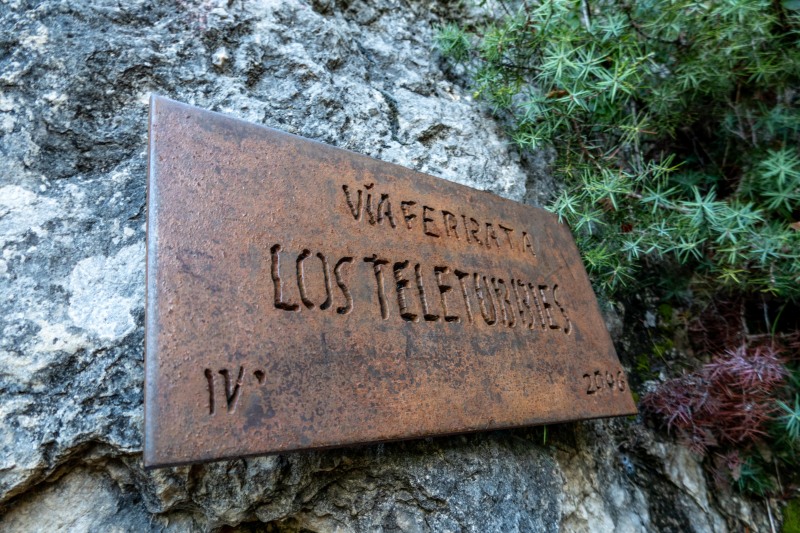 VÍA FERRATA
LOS TELETUBBIES
IV· 2006